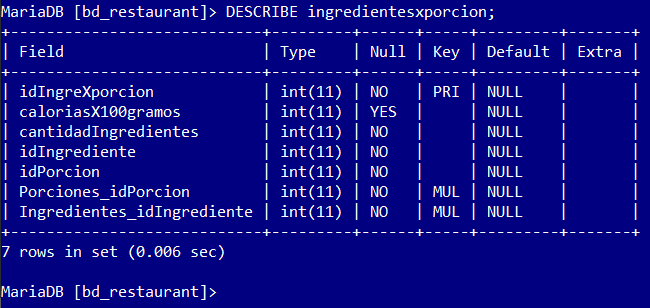 MariaDB [bd_restaurant]> DESCRIBE ingredientesxporcion;
+---------------------------+---------+------+-----+---------+-------+
| Field                     | Type    | Null | Key | Default | Extra |
+---------------------------+---------+------+-----+---------+-------+
| idIngreXporcion           | int(11) | NO   | PRI | NULL    |       |
| caloriasX100gramos        | int(11) | YES  |     | NULL    |       |
| cantidadIngredientes      | int(11) | NO   |     | NULL    |       |
| idIngrediente             | int(11) | NO   |     | NULL    |       |
| idPorcion                 | int(11) | NO   |     | NULL    |       |
| Porciones_idPorcion       | int(11) | NO   | MUL | NULL    |       |
| Ingredientes_idIngrediente | int(11) | NO   | MUL | NULL    |       |
+---------------------------+---------+------+-----+---------+-------+
7 rows in set (0.006 sec)
MariaDB [bd_restaurant]>